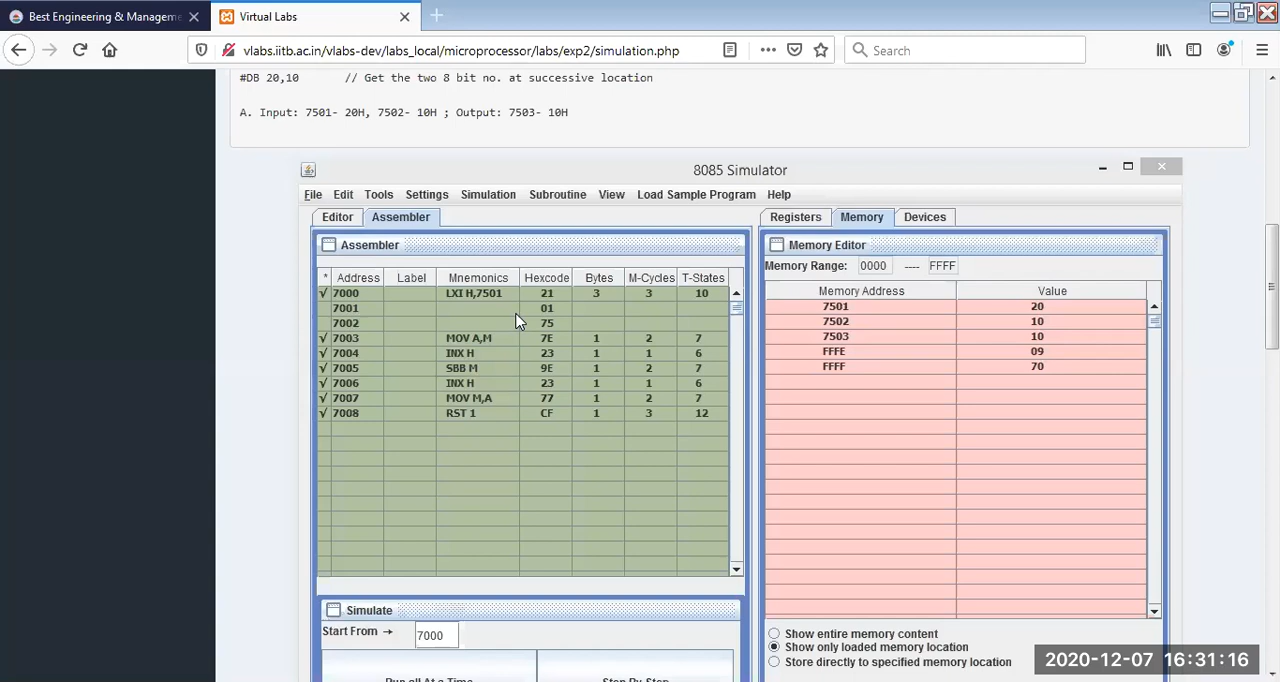 Best Engineering & Manageme
Virtual Labs
vlabs.iitb.ac.in/vlabs-dev/labs_local/microprocessor/labs/exp2/simulation.php
Search
#DB 20,10 // Get the two 8 bit no. at successive location
A. Input: 7501- 20H, 7502- 10H ; Output: 7503- 10H
8085 Simulator
File Edit Tools Settings Simulation Subroutine View Load Sample Program Help
Editor Assembler
Registers Memory Devices
Assembler
* Address Label Mnemonics Hexcode Bytes M-Cycles T-States
√ 7000 LXI H,7501 21 3 3 10
7001 01
7002 75
√ 7003 MOV A,M 7E 1 2 7
√ 7004 INX H 23 1 1 6
√ 7005 SBB M 9E 1 2 7
√ 7006 INX H 23 1 1 6
√ 7007 MOV M,A 77 1 2 7
√ 7008 RST 1 CF 1 3 12
Simulate
Start From → 7000
Memory Editor
Memory Range: 0000 ---- FFFF
Memory Address Value
7501 20
7502 10
7503 10
FFFE 09
FFFF 70
Show entire memory content
Show only loaded memory location
Store directly to specified memory location
2020-12-07 16:31:16